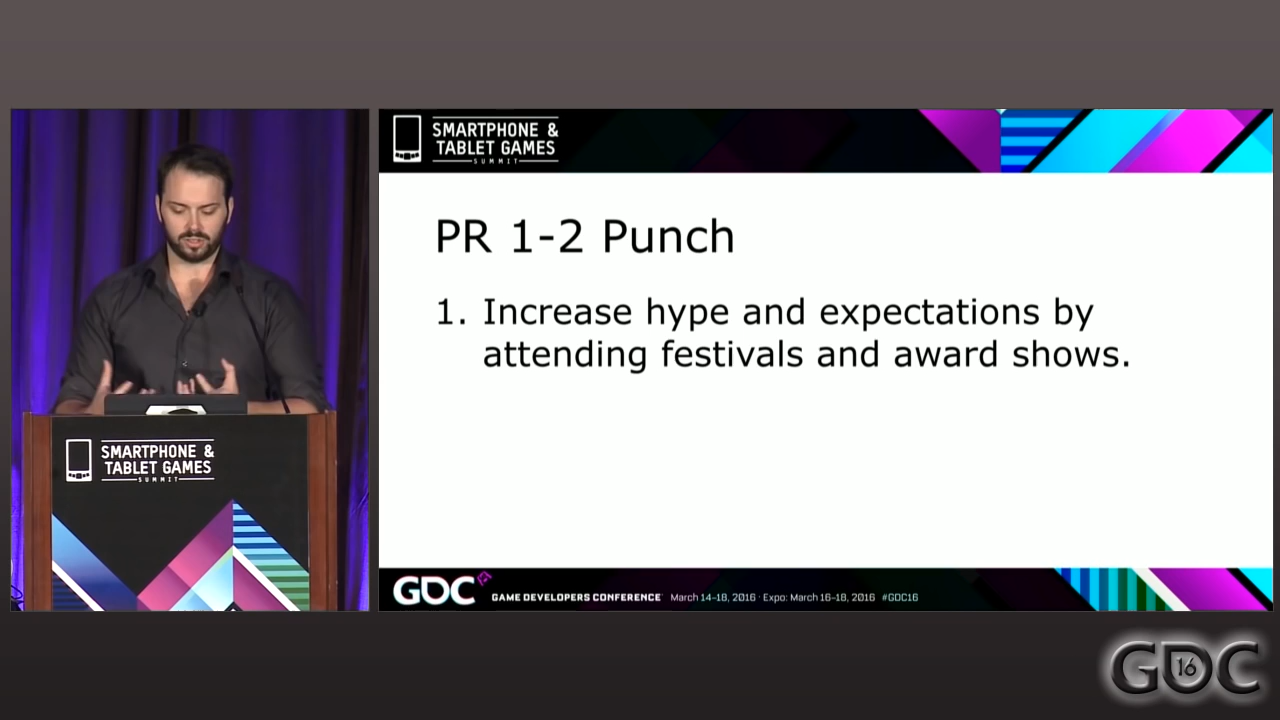 SMARTPHONE &
TABLET GAMES
SUMMIT
PR 1-2 Punch
1. Increase hype and expectations by
attending festivals and award shows.
SMARTPHONE &
TABLET GAMES
SUMMIT
GDC GAME DEVELOPERS CONFERENCE March 14-18, 2016 · Expo: March 16-18, 2016 #GDC16
GDC 16